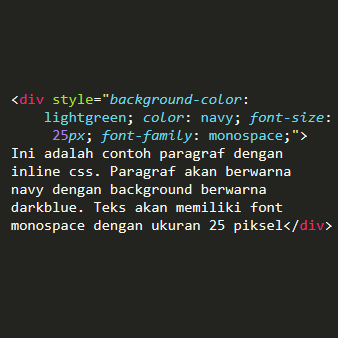 <div style="background-color:
lightgreen; color: navy; font-size:
25px; font-family: monospace;">
Ini adalah contoh paragraf dengan
inline css. Paragraf akan berwarna
navy dengan background berwarna
darkblue. Teks akan memiliki font
monospace dengan ukuran 25 piksel</div>